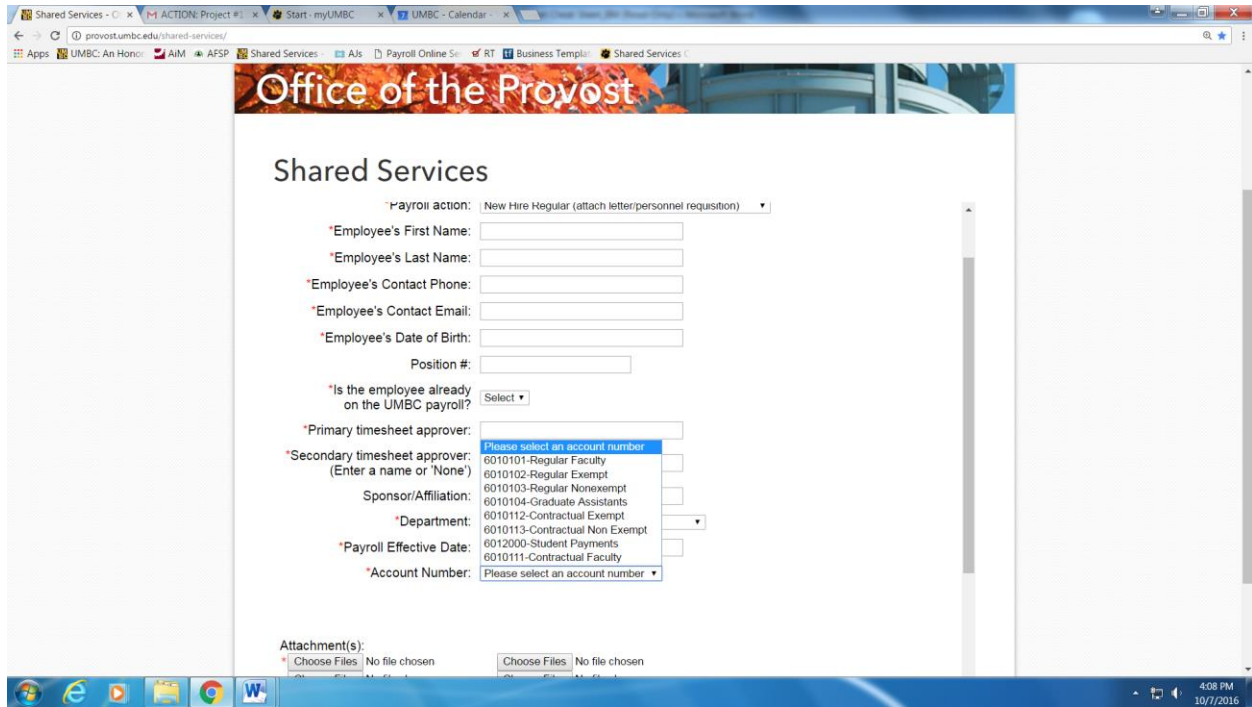 Shared Services - O
ACTION: Project #1
Start - myUMBC
UMBC - Calendar -
provost.umbc.edu/shared-services/
Apps
UMBC: An Honor
AiM
AFSP
Shared Services -
AJs
Payroll Online Se
RT
Business Templat
Shared Services C
Office of the Provost
Shared Services
*Payroll action: New Hire Regular (attach letter/personnel requisition)
*Employee's First Name:
*Employee's Last Name:
*Employee's Contact Phone:
*Employee's Contact Email:
*Employee's Date of Birth:
Position #:
*Is the employee already
on the UMBC payroll?
Select
*Primary timesheet approver:
*Secondary timesheet approver:
(Enter a name or 'None')
Sponsor/Affiliation:
*Department:
*Payroll Effective Date:
Please select an account number
6010101-Regular Faculty
6010102-Regular Exempt
6010103-Regular Nonexempt
6010104-Graduate Assistants
6010112-Contractual Exempt
6010113-Contractual Non Exempt
6012000-Student Payments
6010111-Contractual Faculty
*Account Number: Please select an account number
Attachment(s):
* Choose Files No file chosen Choose Files No file chosen
4:08 PM
10/7/2016